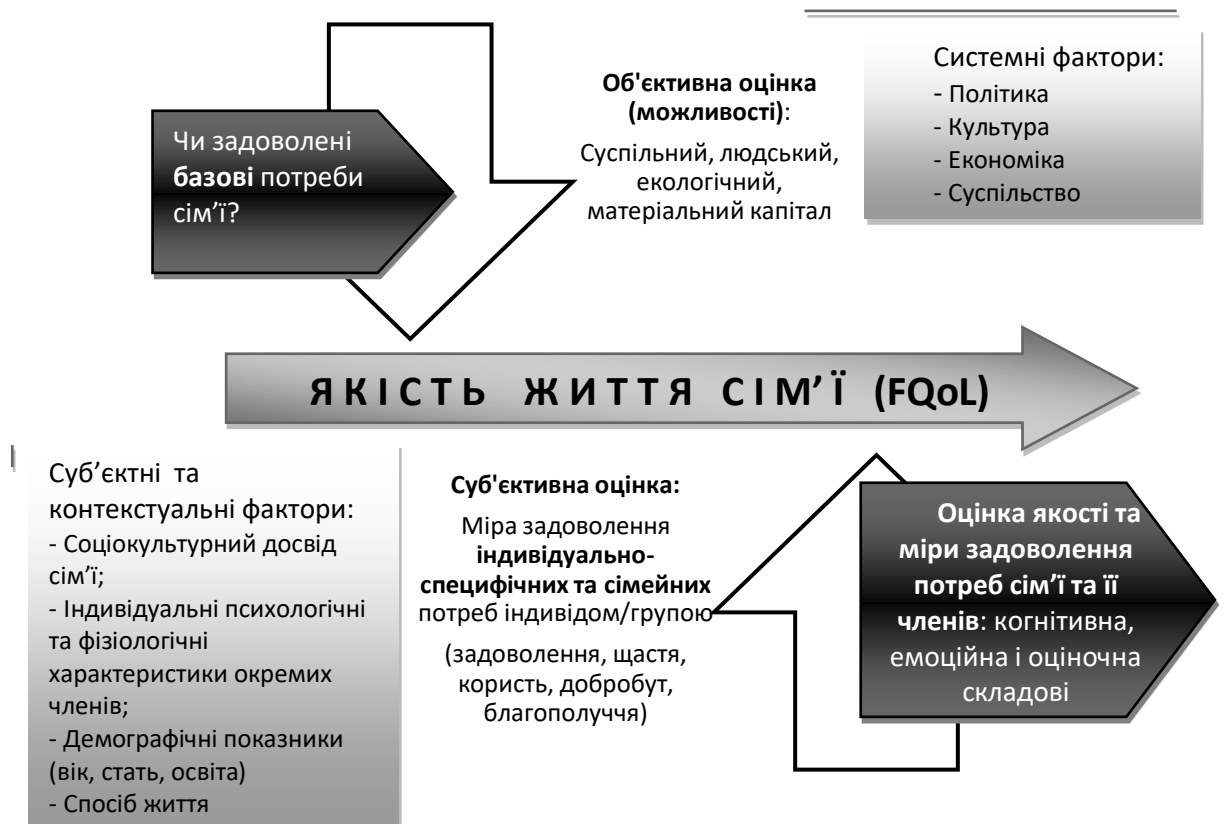 Чи задоволені
базові потреби
сім’ї?
Об'єктивна оцінка
(можливості):
Суспільний, людський,
екологічний,
матеріальний капітал
Системні фактори:
- Політика
- Культура
- Економіка
- Суспільство
ЯКІСТЬ ЖИТТЯ СІМ’Ї (FQoL)
Суб’єктні та
контекстуальні фактори:
- Соціокультурний досвід
сім’ї;
- Індивідуальні психологічні
та фізіологічні
характеристики окремих
членів;
- Демографічні показники
(вік, стать, освіта)
- Спосіб життя
Суб'єктивна оцінка:
Міра задоволення
індивідуально-
специфічних та сімейних
потреб індивідом/групою
(задоволення, щастя,
користь, добробут,
благополуччя)
Оцінка якості та
міри задоволення
потреб сім’ї та її
членів: когнітивна,
емоційна і оціночна
складові